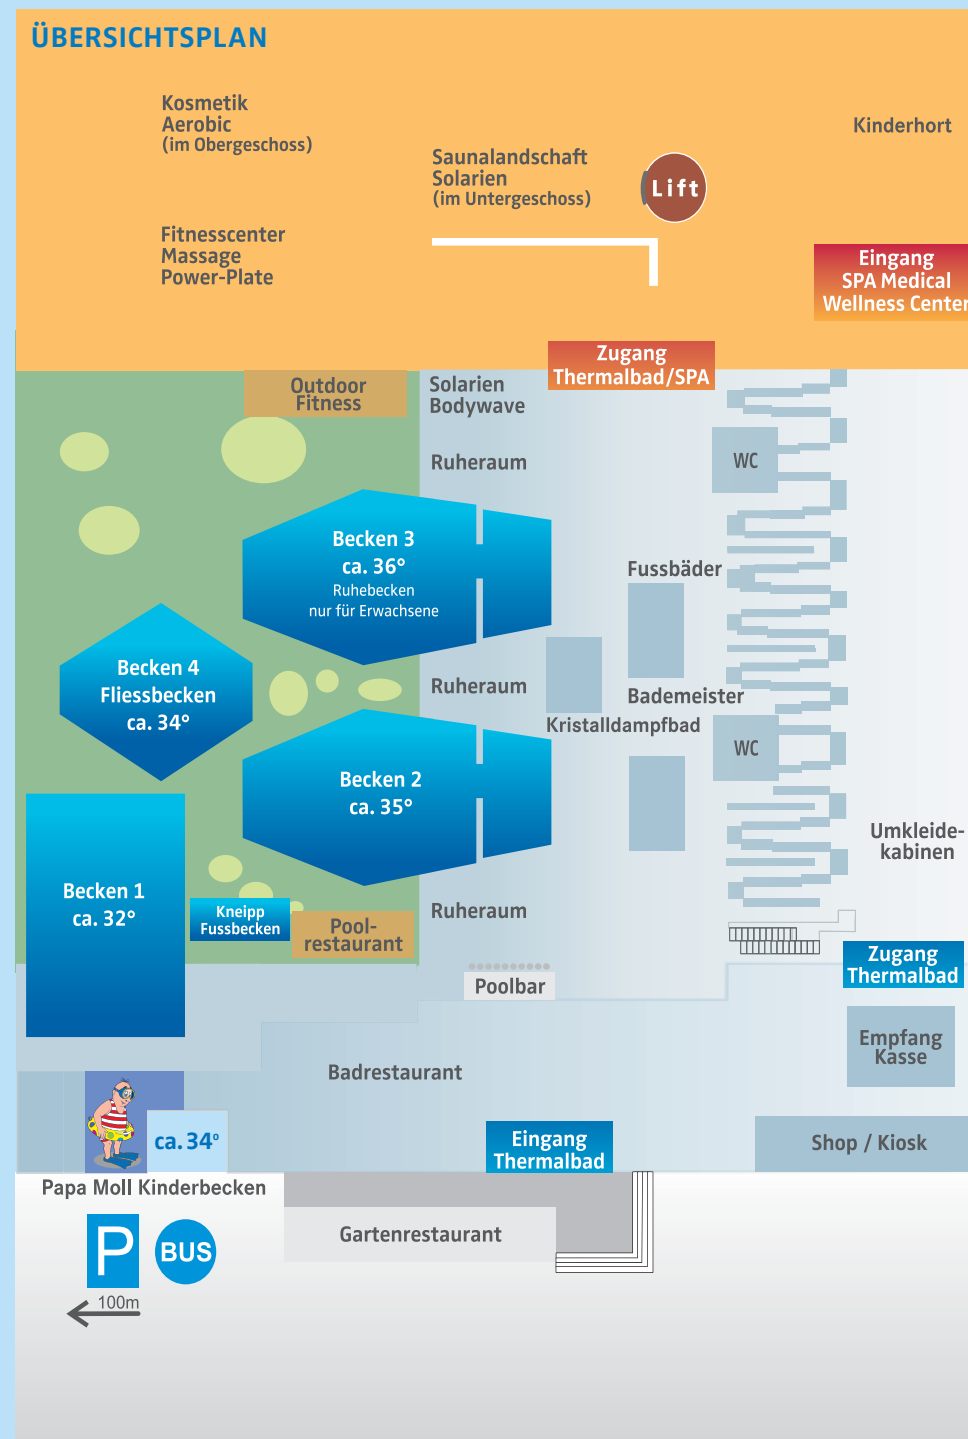 ÜBERSICHTSPLAN
Kosmetik
Aerobic
(im Obergeschoss)
Kinderhort
Saunalandschaft
Solarien
(im Untergeschoss)
Lift
Fitnesscenter
Massage
Power-Plate
Eingang
SPA Medical
Wellness Center
Zugang
Thermalbad/SPA
Outdoor
Fitness
Solarien
Bodywave
Ruheraum
WC
Becken 3
ca. 36°
Ruhebecken
nur für Erwachsene
Fussbäder
Becken 4
Fliessbecken
ca. 34°
Ruheraum
Bademeister
Kristalldampfbad
WC
Becken 2
ca. 35°
Umkleide-
kabinen
Becken 1
ca. 32°
Kneipp
Fussbecken
Pool-
restaurant
Ruheraum
Zugang
Thermalbad
Poolbar
Empfang
Kasse
Badrestaurant
ca. 34°
Eingang
Thermalbad
Shop / Kiosk
Papa Moll Kinderbecken
Gartenrestaurant
P
BUS
100m